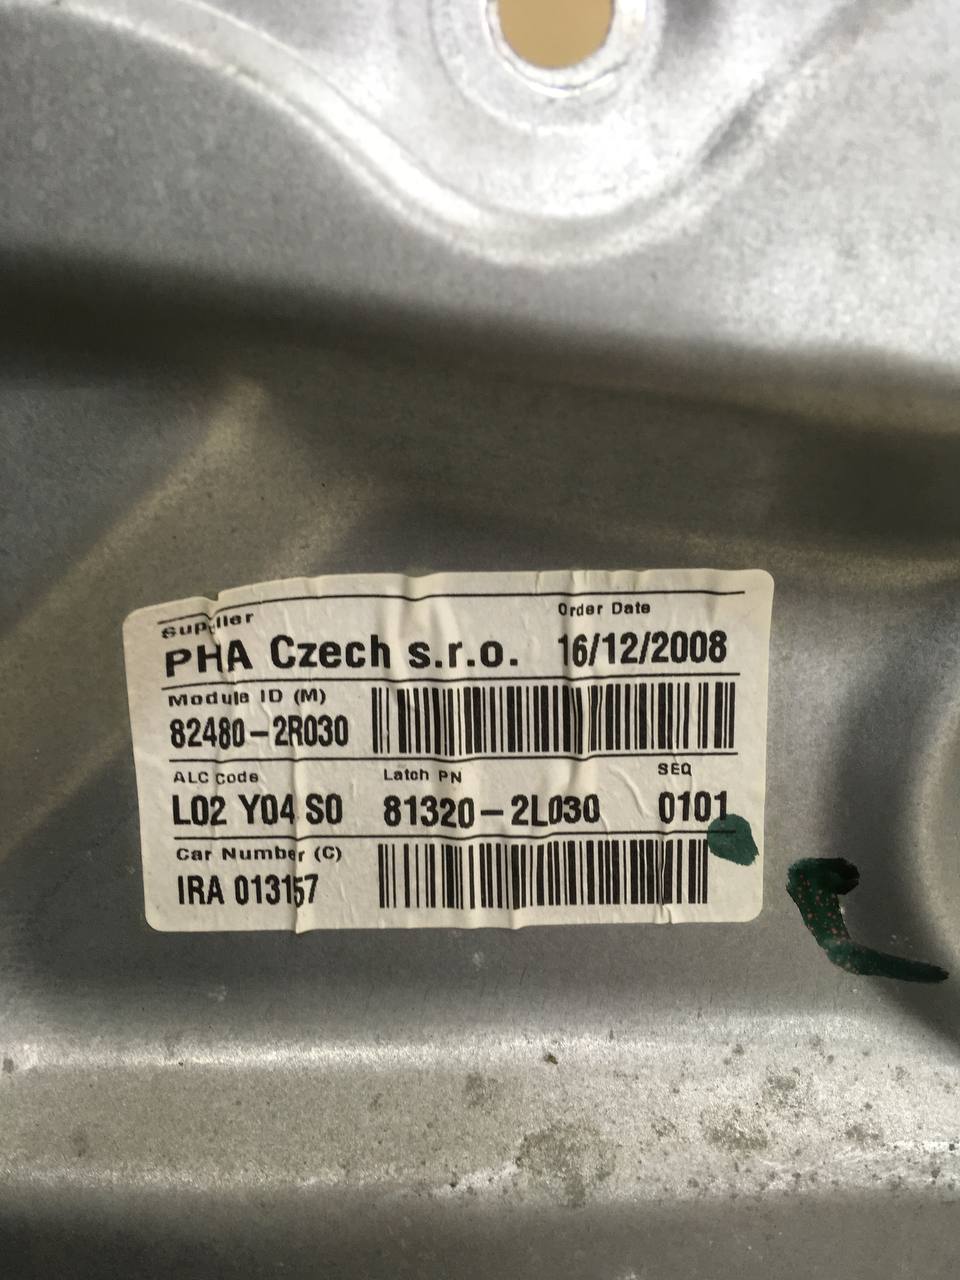 Supplier Order Date
PHA Czech s.r.o. 16/12/2008
Module ID (M)
82480-2R030
ALC Code Latch PN SEQ
L02 Y04 S0 81320-2L030 0101
Car Number (C)
IRA 013157